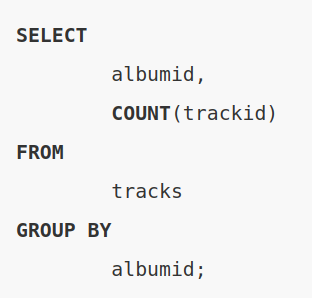 SELECT
albumid,
COUNT(trackid)
FROM
tracks
GROUP BY
albumid;